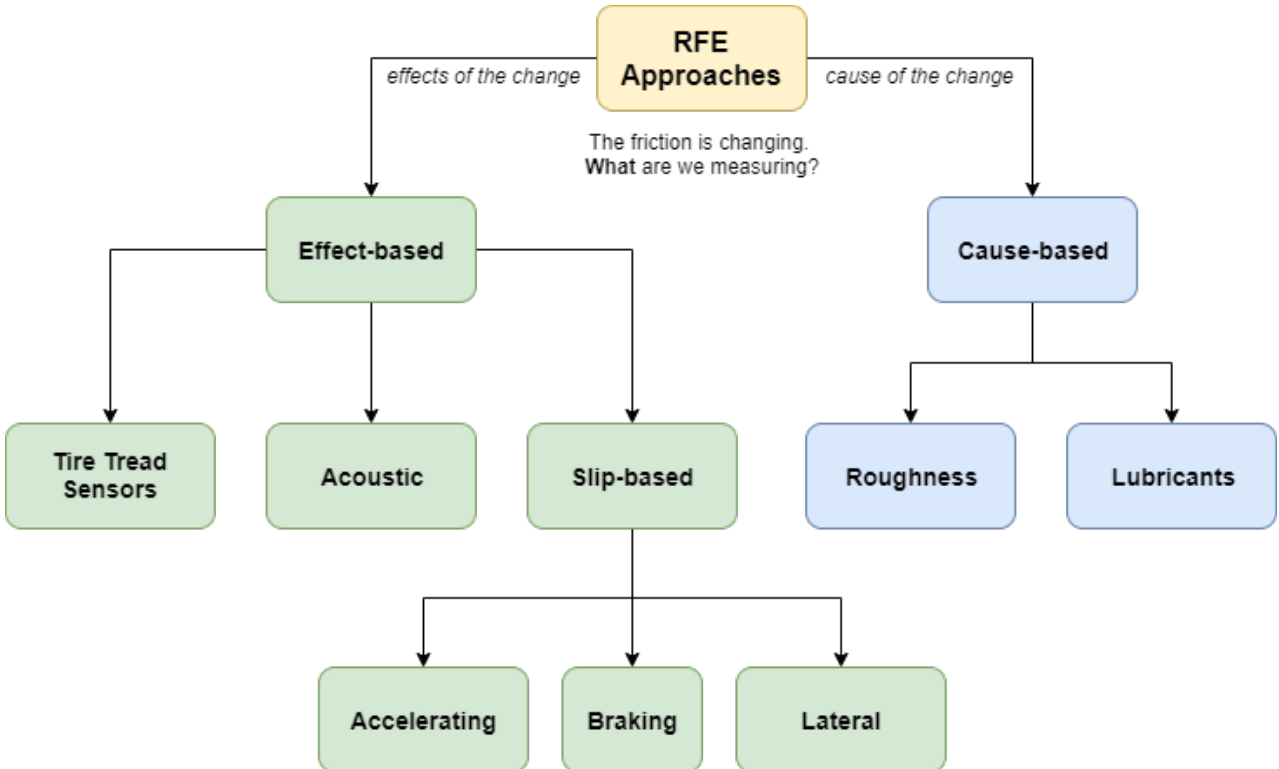 RFE
Approaches
effects of the change
cause of the change
The friction is changing.
What are we measuring?
Effect-based
Cause-based
Tire Tread
Sensors
Acoustic
Slip-based
Roughness
Lubricants
Accelerating
Braking
Lateral